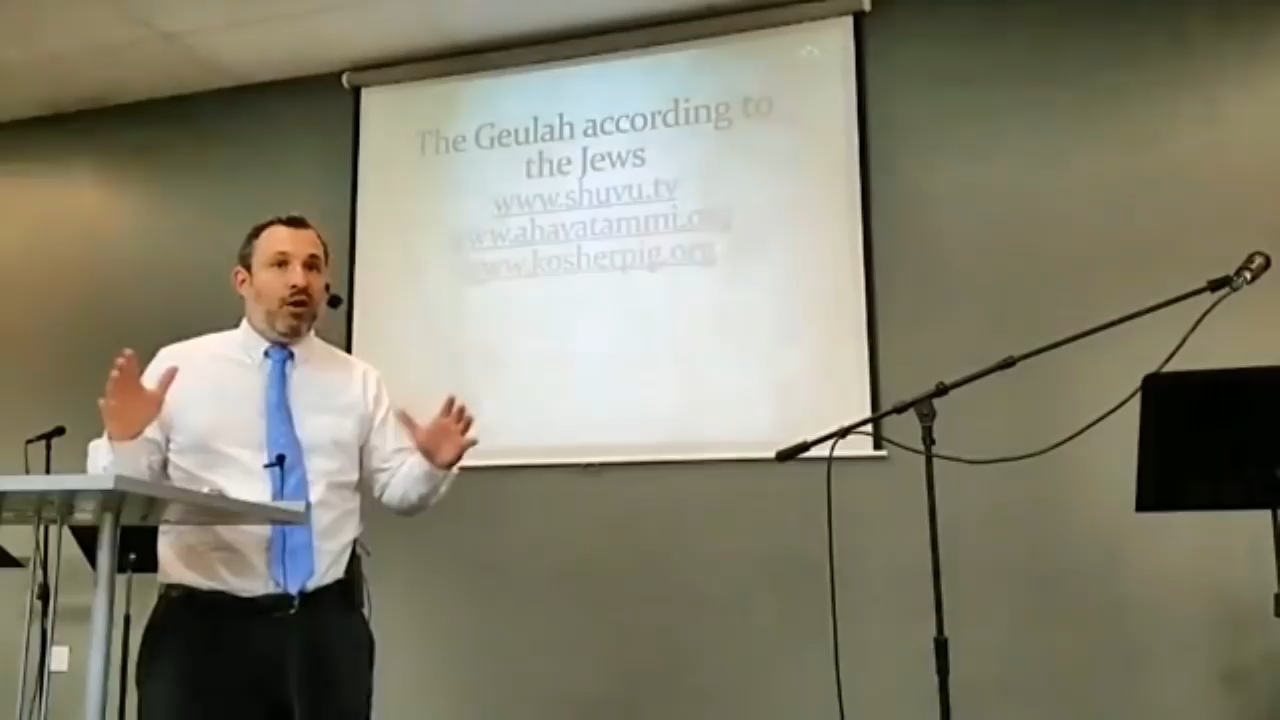 The Geulah according to
the Jews
www.shuvu.tv
www.ahavatammi.org
www.kosherpig.org